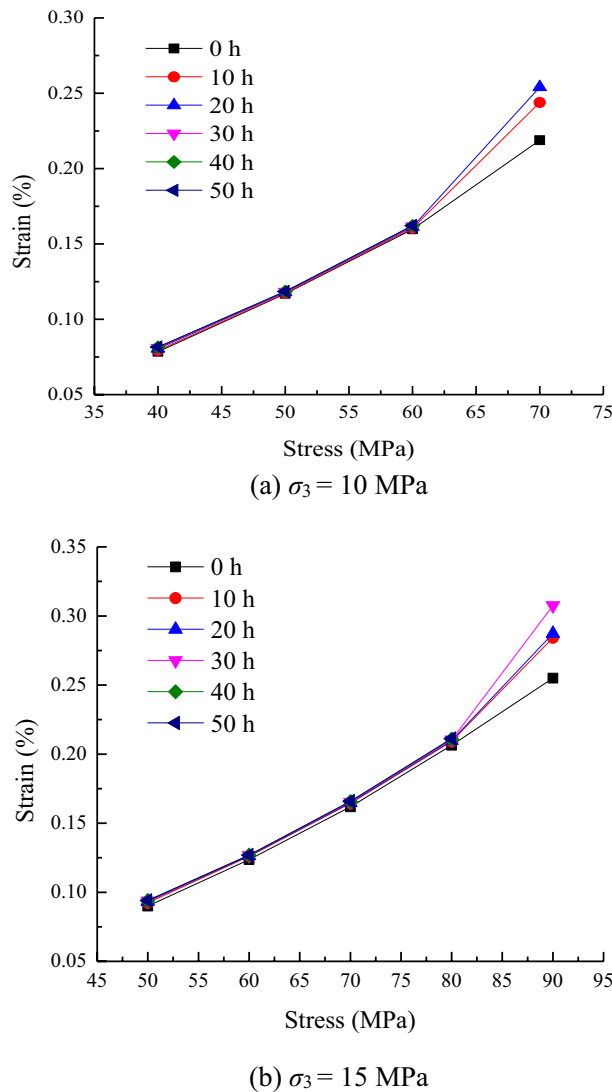 0.30
0.25
0.20
0.15
0.10
0.05
Strain (%)
0 h
10 h
20 h
30 h
40 h
50 h
35 40 45 50 55 60 65 70 75
Stress (MPa)
(a) σ3 = 10 MPa
0.35
0.30
0.25
0.20
0.15
0.10
0.05
Strain (%)
0 h
10 h
20 h
30 h
40 h
50 h
45 50 55 60 65 70 75 80 85 90 95
Stress (MPa)
(b) σ3 = 15 MPa